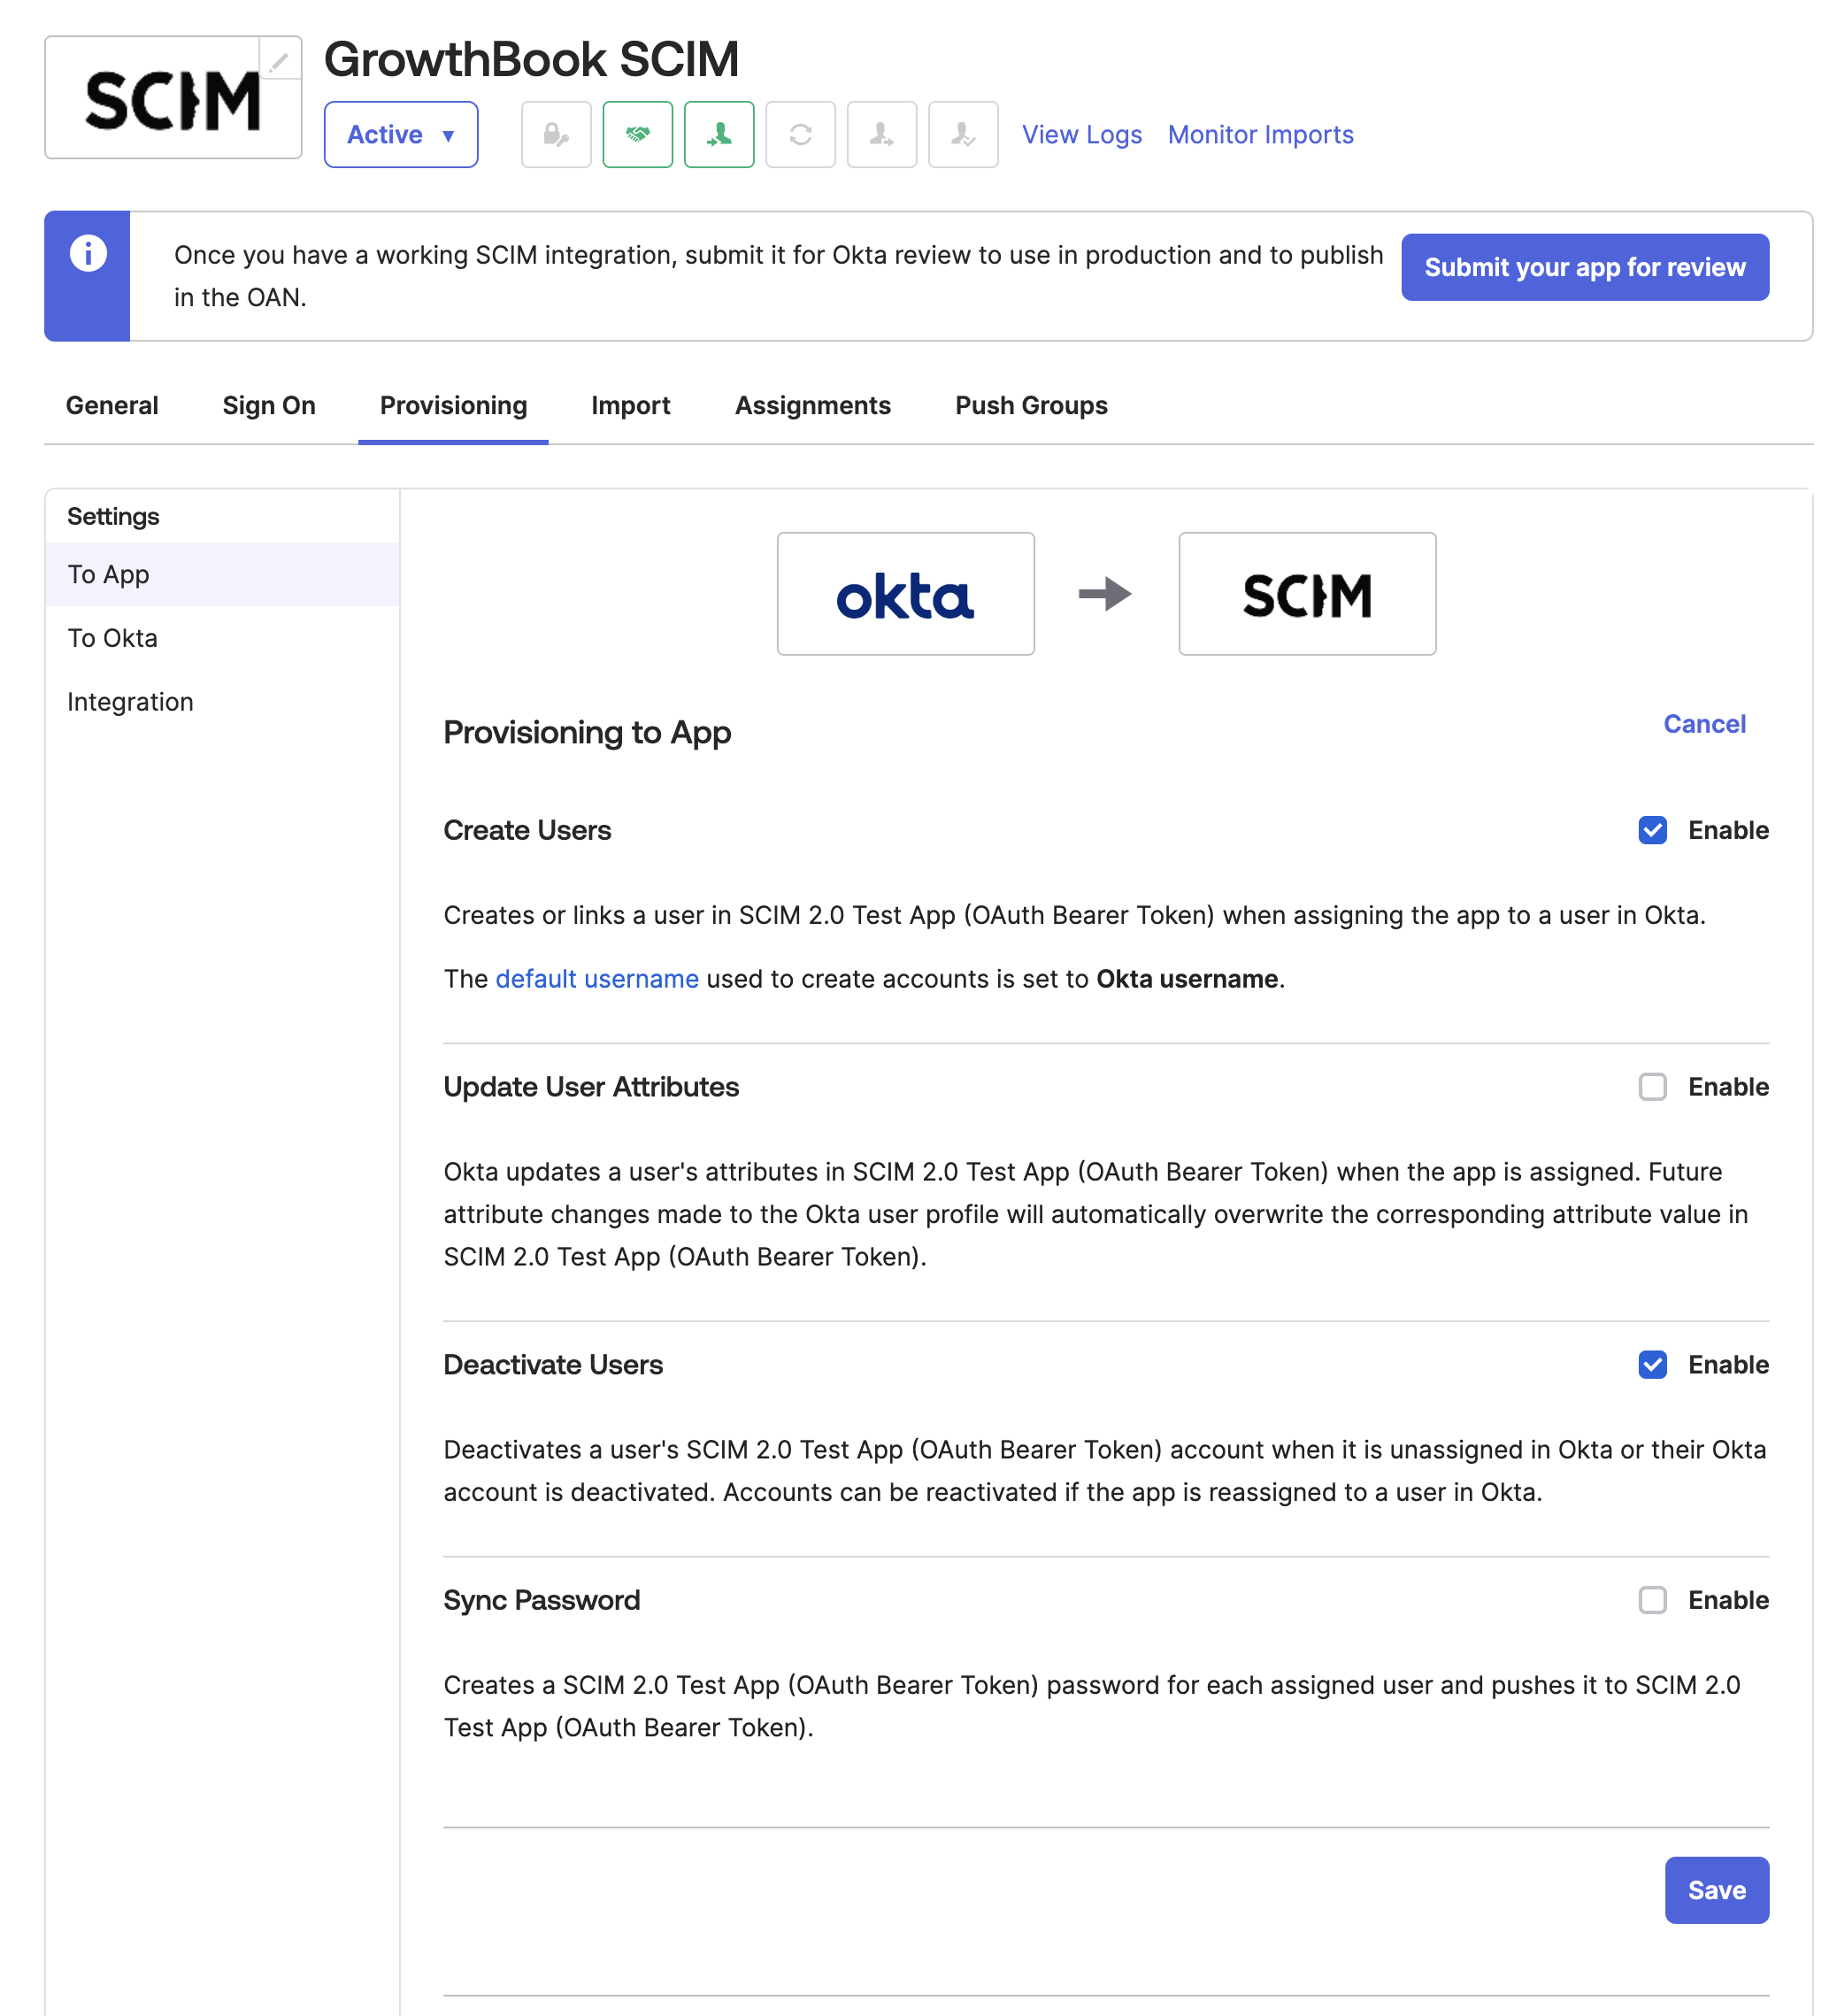 SCIM
GrowthBook SCIM
Active ▼
View Logs
Monitor Imports
Once you have a working SCIM integration, submit it for Okta review to use in production and to publish
in the OAN.
Submit your app for review
General
Sign On
Provisioning
Import
Assignments
Push Groups
Settings
To App
To Okta
Integration
okta
SCIM
Provisioning to App
Cancel
Create Users
Enable
Creates or links a user in SCIM 2.0 Test App (OAuth Bearer Token) when assigning the app to a user in Okta.
The default username used to create accounts is set to Okta username.
Update User Attributes
Enable
Okta updates a user's attributes in SCIM 2.0 Test App (OAuth Bearer Token) when the app is assigned. Future
attribute changes made to the Okta user profile will automatically overwrite the corresponding attribute value in
SCIM 2.0 Test App (OAuth Bearer Token).
Deactivate Users
Enable
Deactivates a user's SCIM 2.0 Test App (OAuth Bearer Token) account when it is unassigned in Okta or their Okta
account is deactivated. Accounts can be reactivated if the app is reassigned to a user in Okta.
Sync Password
Enable
Creates a SCIM 2.0 Test App (OAuth Bearer Token) password for each assigned user and pushes it to SCIM 2.0
Test App (OAuth Bearer Token).
Save